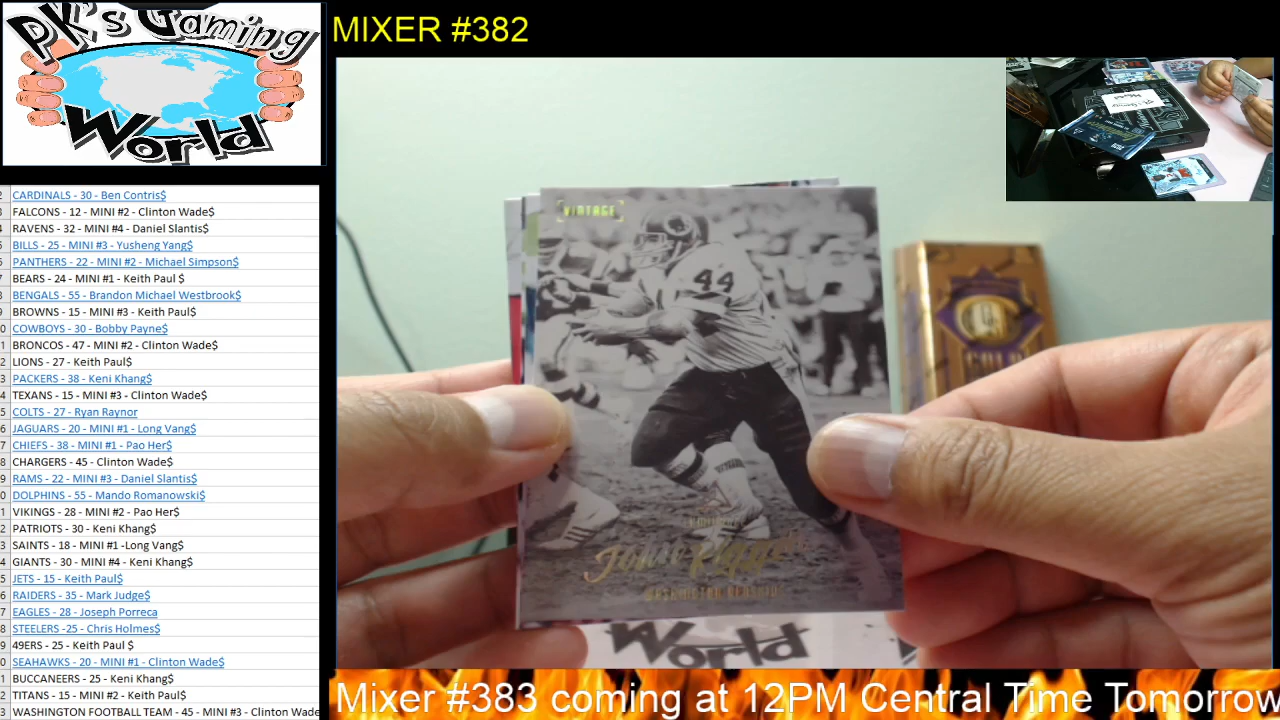 PK's Gaming
World
MIXER #382
CARDINALS - 30 - Ben Contris$
FALCONS - 12 - MINI #2 - Clinton Wade$
RAVENS - 32 - MINI #4 - Daniel Slantis$
BILLS - 25 - MINI #3 - Yusheng Yang$
PANTHERS - 22 - MINI #2 - Michael Simpson$
BEARS - 24 - MINI #1 - Keith Paul $
BENGALS - 55 - Brandon Michael Westbrook$
BROWNS - 15 - MINI #3 - Keith Paul$
COWBOYS - 30 - Bobby Payne$
BRONCOS - 47 - MINI #2 - Clinton Wade$
LIONS - 27 - Keith Paul$
PACKERS - 38 - Keni Khang$
TEXANS - 15 - MINI #3 - Clinton Wade$
COLTS - 27 - Ryan Raynor
JAGUARS - 20 - MINI #1 - Long Vang$
CHIEFS - 38 - MINI #1 - Pao Her$
CHARGERS - 45 - Clinton Wade$
RAMS - 22 - MINI #3 - Daniel Slantis$
DOLPHINS - 55 - Mando Romanowski$
VIKINGS - 28 - MINI #2 - Pao Her$
PATRIOTS - 30 - Keni Khang$
SAINTS - 18 - MINI #1 -Long Vang$
GIANTS - 30 - MINI #4 - Keni Khang$
JETS - 15 - Keith Paul$
RAIDERS - 35 - Mark Judge$
EAGLES - 28 - Joseph Porreca
STEELERS -25 - Chris Holmes$
49ERS - 25 - Keith Paul $
SEAHAWKS - 20 - MINI #1 - Clinton Wade$
BUCCANEERS - 25 - Keni Khang$
TITANS - 15 - MINI #2 - Keith Paul$
WASHINGTON FOOTBALL TEAM - 45 - MINI #3 - Clinton Wade
VINTAGE
44
John
WASHINGTON REDSKINS
GOLD
World
Mixer #383 coming at 12PM Central Time Tomorrow